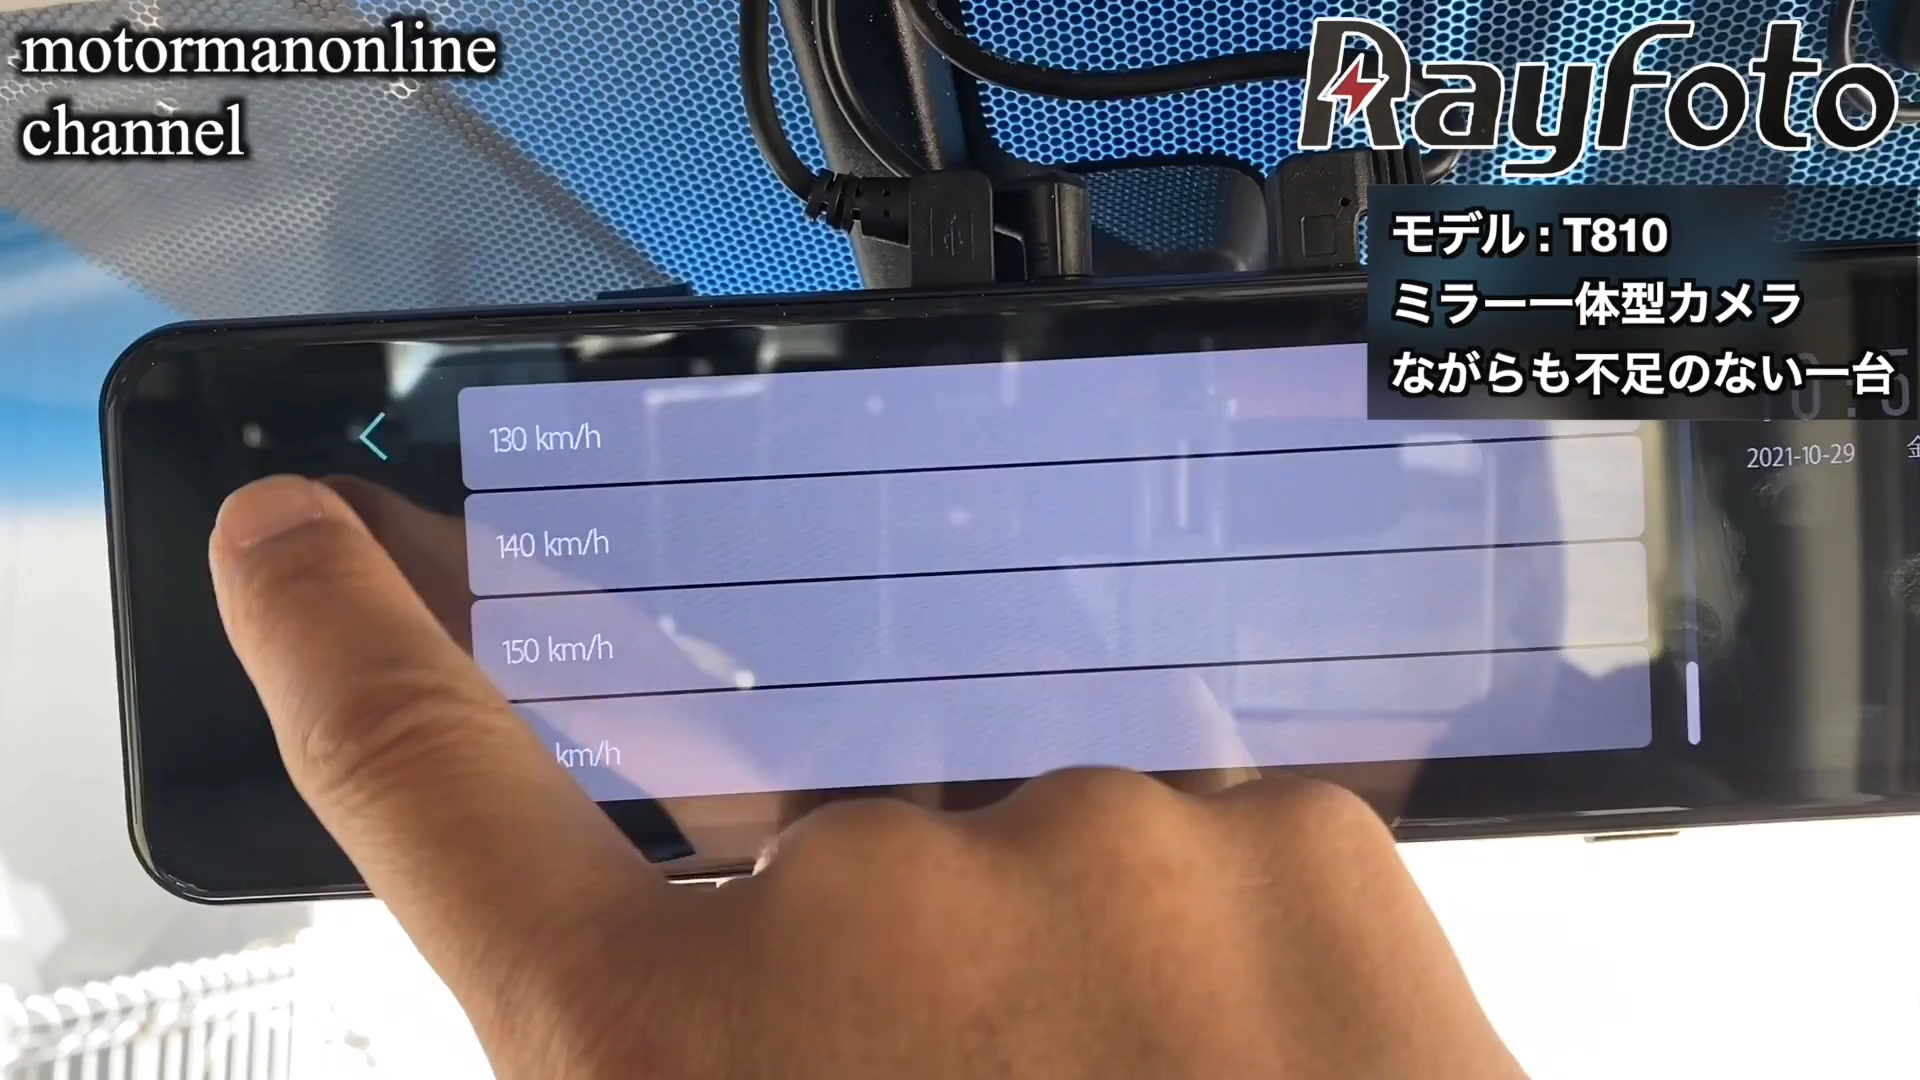 motormanonline
channel
Rayfoto
モデル : T810
ミラー一体型カメラ
ながらも不足のない一台
130 km/h
140 km/h
150 km/h
km/h
2021-10-29